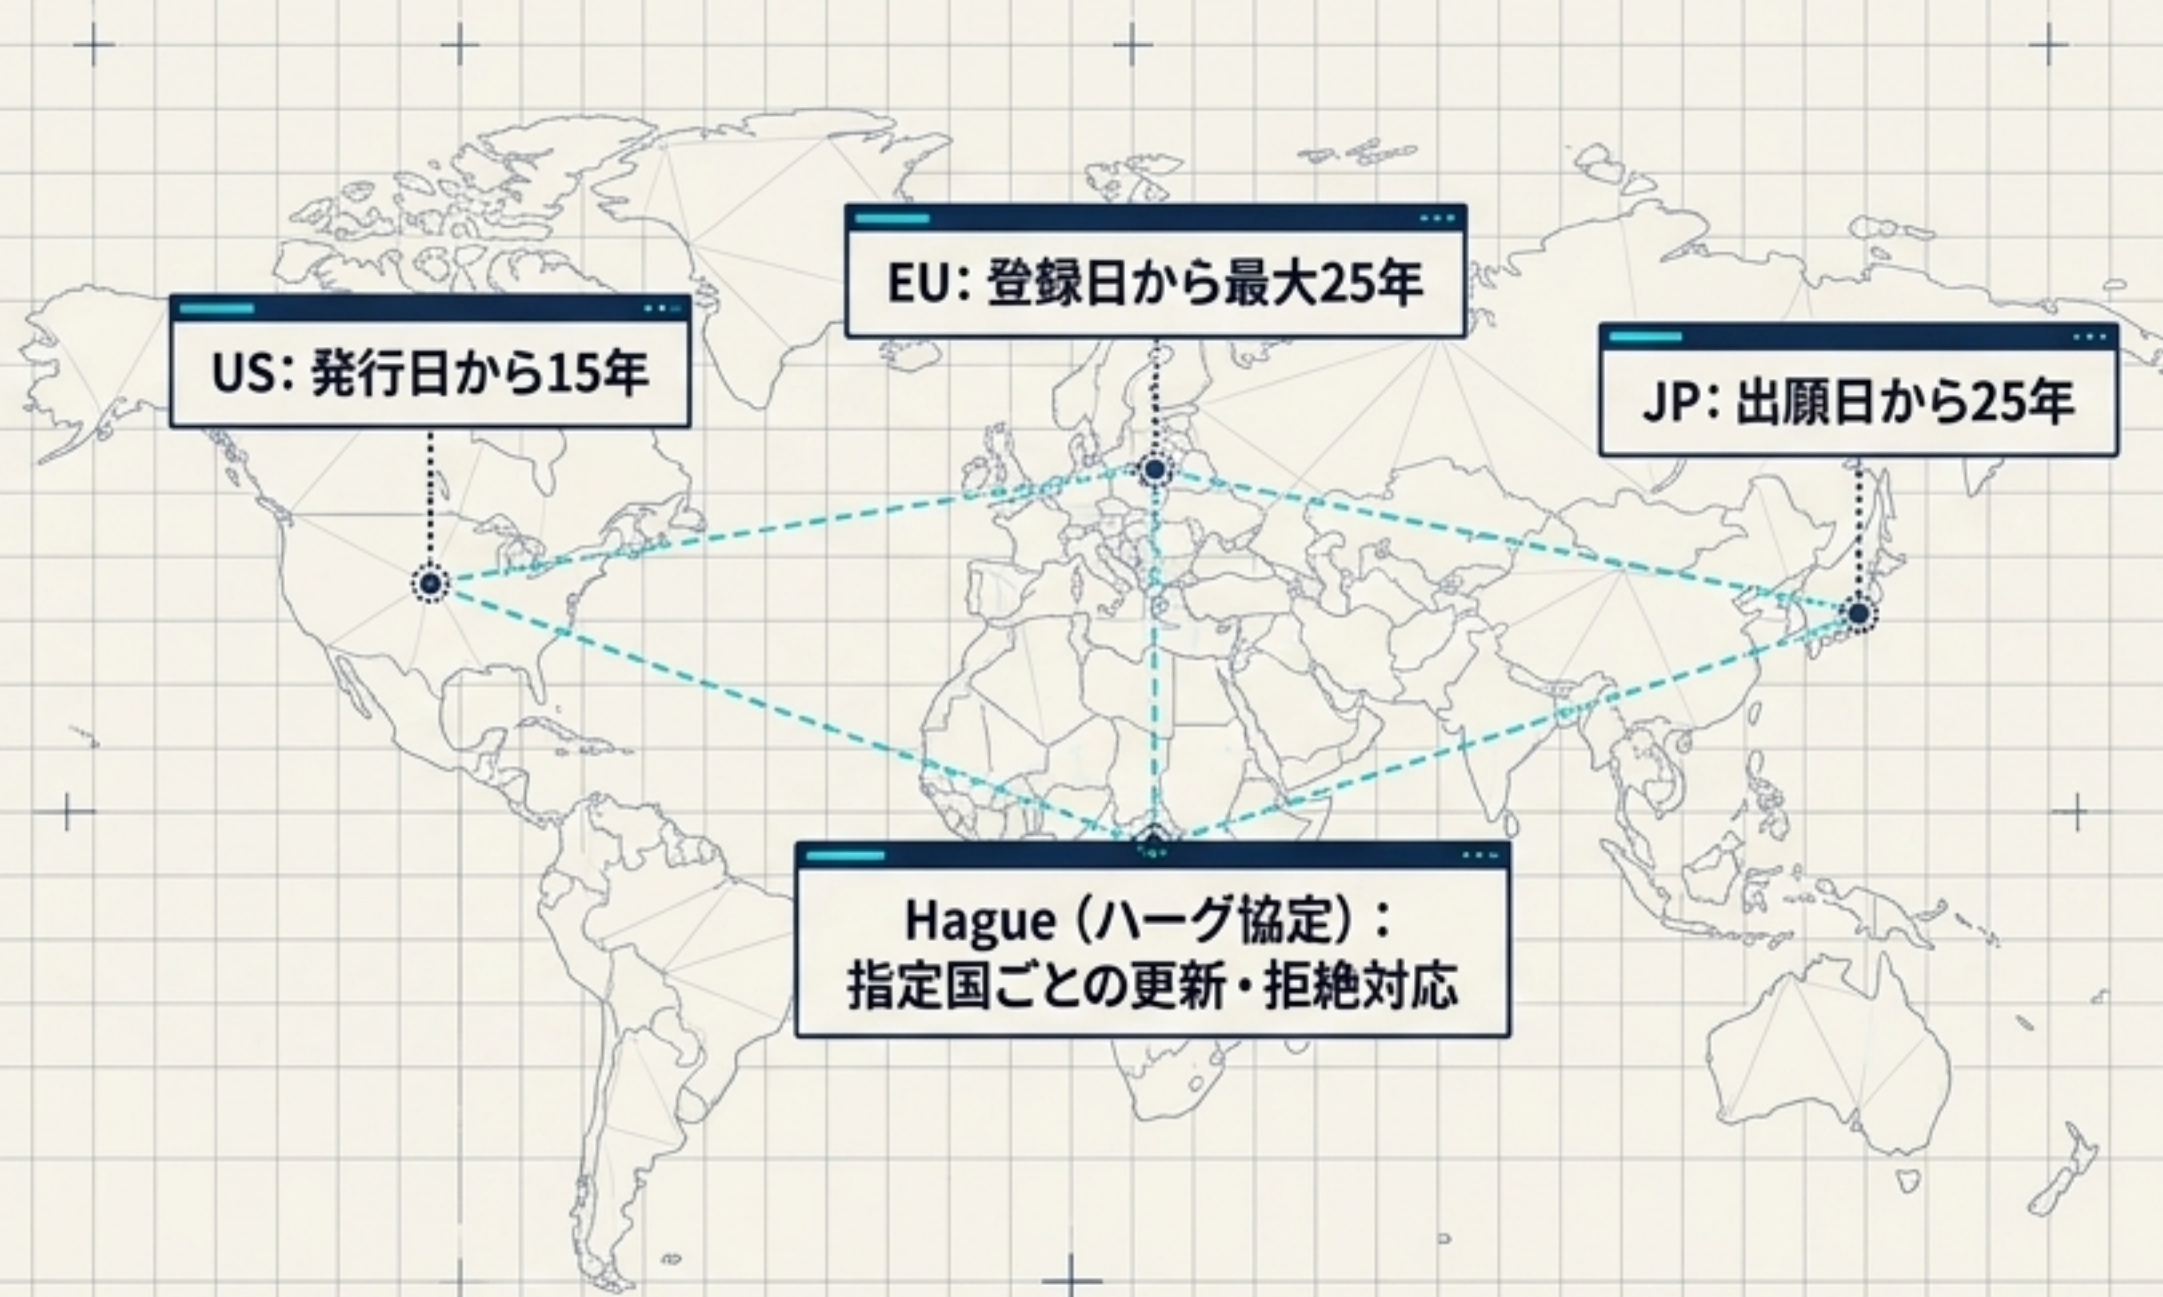 EU：登録日から最大25年
US：発行日から15年
JP：出願日から25年
Hague（ハーグ協定）：
指定国ごとの更新・拒絶対応